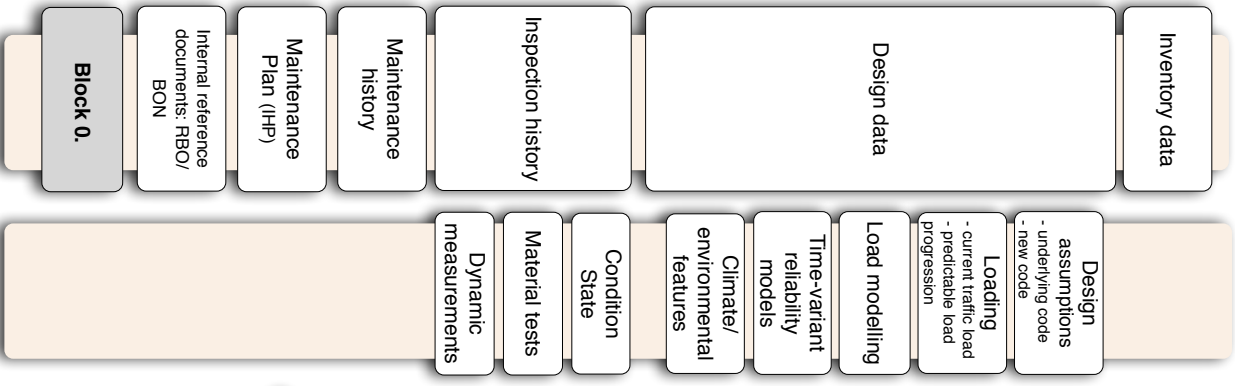 Inventory data
Design data
Inspection history
Maintenance
history
Maintenance
Plan (IHP)
Internal reference
documents: RBO/
BON
Block 0.
Design
assumptions
- underlying code
- new code
Loading
- current traffic load
- predictable load
progression
Load modelling
Time-variant
reliability
models
Climate/
environmental
features
Condition
State
Material tests
Dynamic
measurements